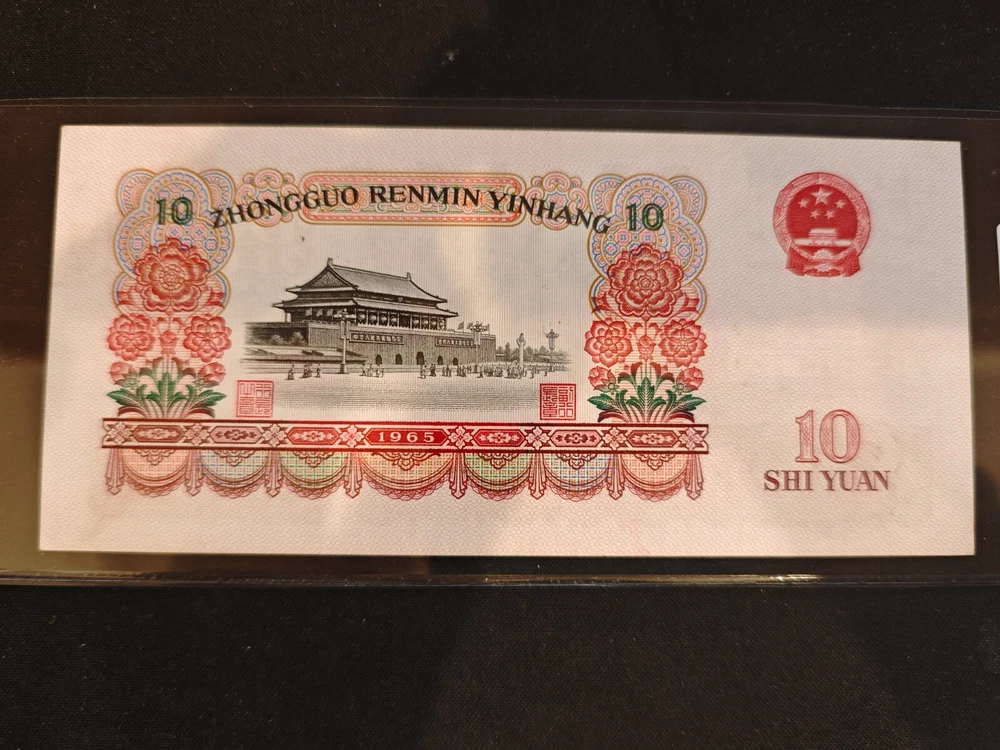 10 ZHONGGUO RENMIN YINHANG 10
1965
10
SHI YUAN